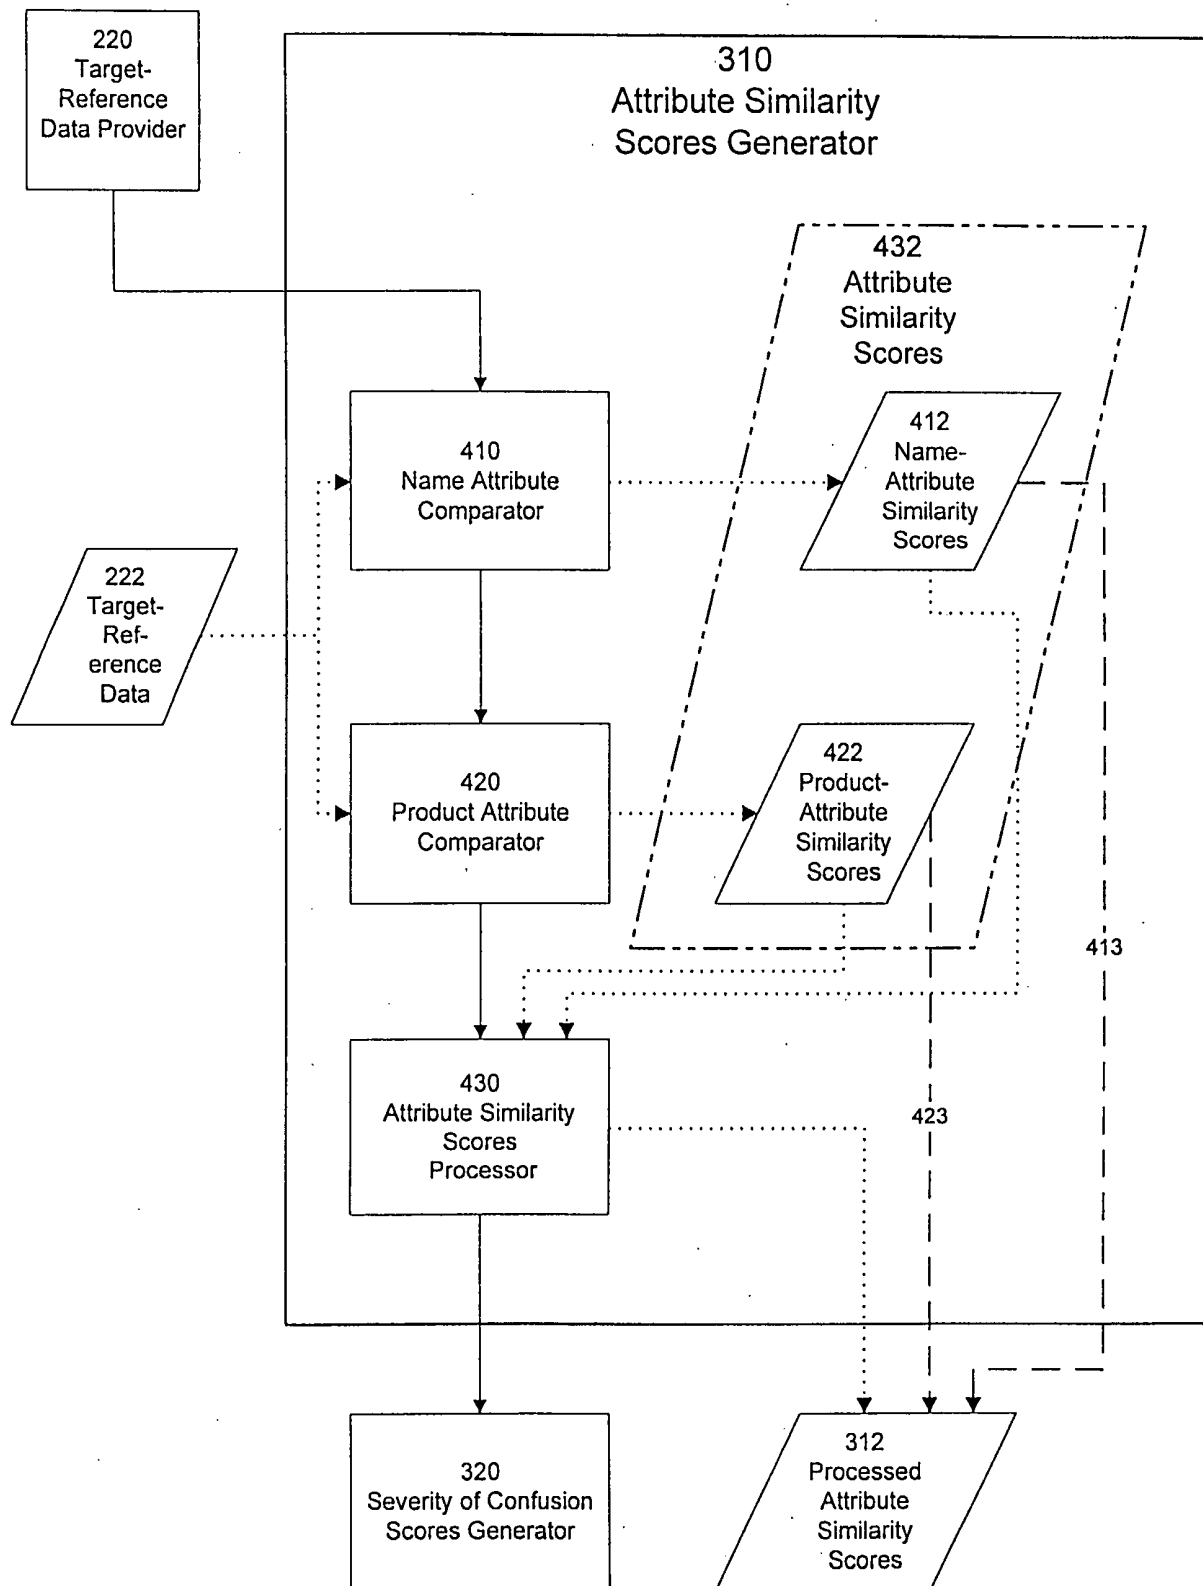 220
Target-
Reference
Data Provider
310
Attribute Similarity
Scores Generator
432
Attribute
Similarity
Scores
410
Name Attribute
Comparator
412
Name-
Attribute
Similarity
Scores
222
Target-
Ref-
erence
Data
420
Product Attribute
Comparator
422
Product-
Attribute
Similarity
Scores
413
430
Attribute Similarity
Scores
Processor
423
320
Severity of Confusion
Scores Generator
312
Processed
Attribute
Similarity
Scores